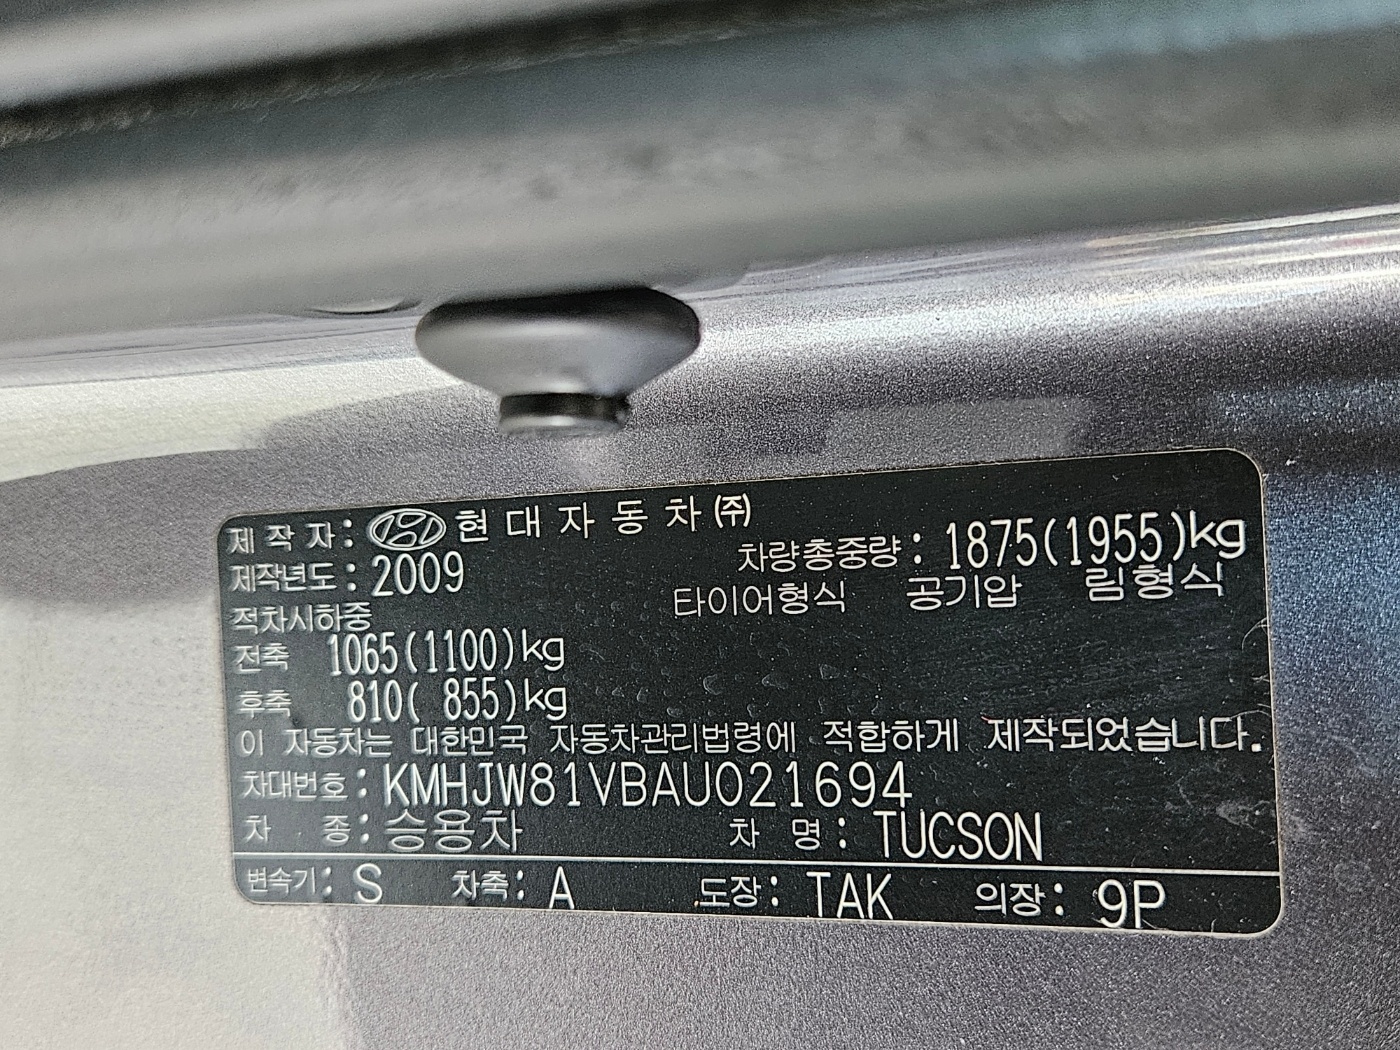 제작자: 현대자동차㈜
제작년도: 2009 차량총중량: 1875(1955)kg
적차시하중 타이어형식 공기압 림형식
전축 1065(1100)kg
후축 810( 855)kg
이 자동차는 대한민국 자동차관리법령에 적합하게 제작되었습니다.
차대번호: KMHJW81VBAU021694
차 종: 승용차 차 명: TUCSON
변속기: S 차축: A 도장: TAK 의장: 9P